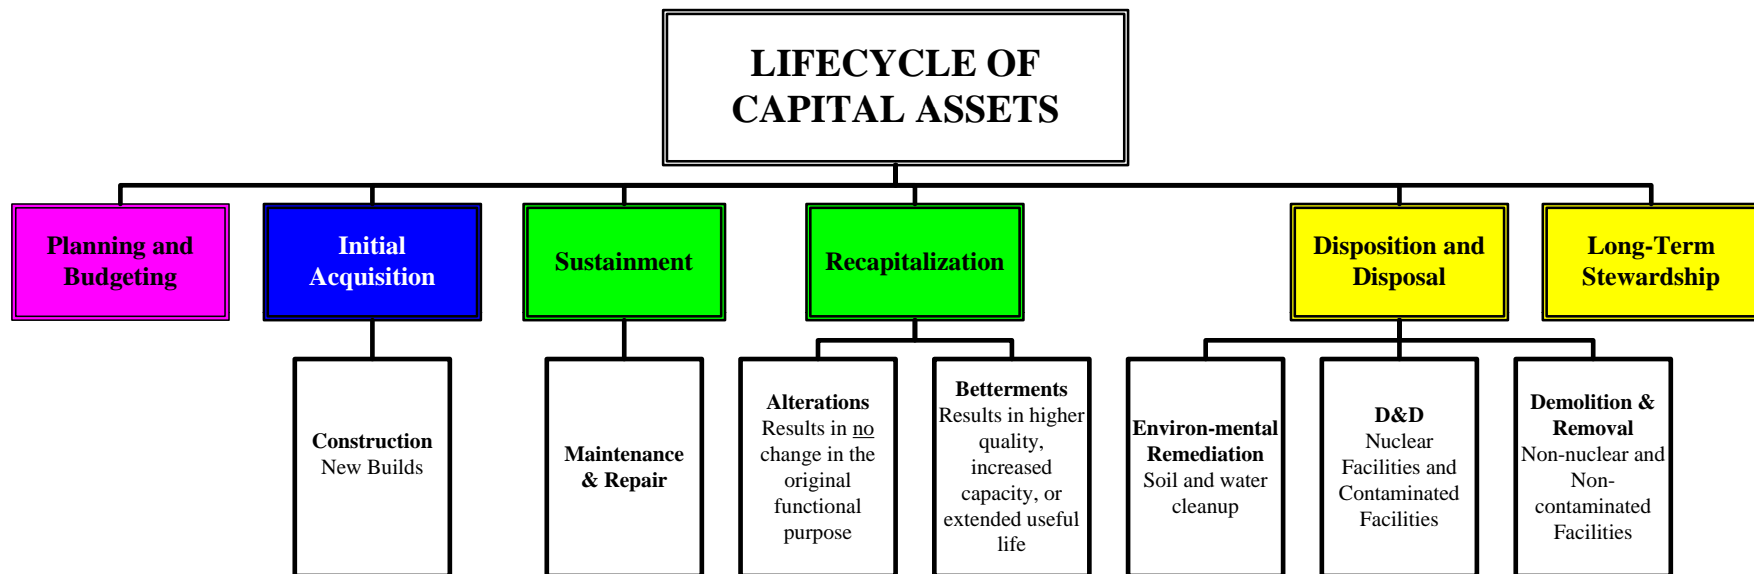 LIFECYCLE OF
CAPITAL ASSETS
Planning and
Budgeting
Initial
Acquisition
Sustainment
Recapitalization
Disposition and
Disposal
Long-Term
Stewardship
Construction
New Builds
Maintenance
& Repair
Alterations
Results in no
change in the
original
functional
purpose
Betterments
Results in higher
quality,
increased
capacity, or
extended useful
life
Environ-mental
Remediation
Soil and water
cleanup
D&D
Nuclear
Facilities and
Contaminated
Facilities
Demolition &
Removal
Non-nuclear and
Non-
contaminated
Facilities